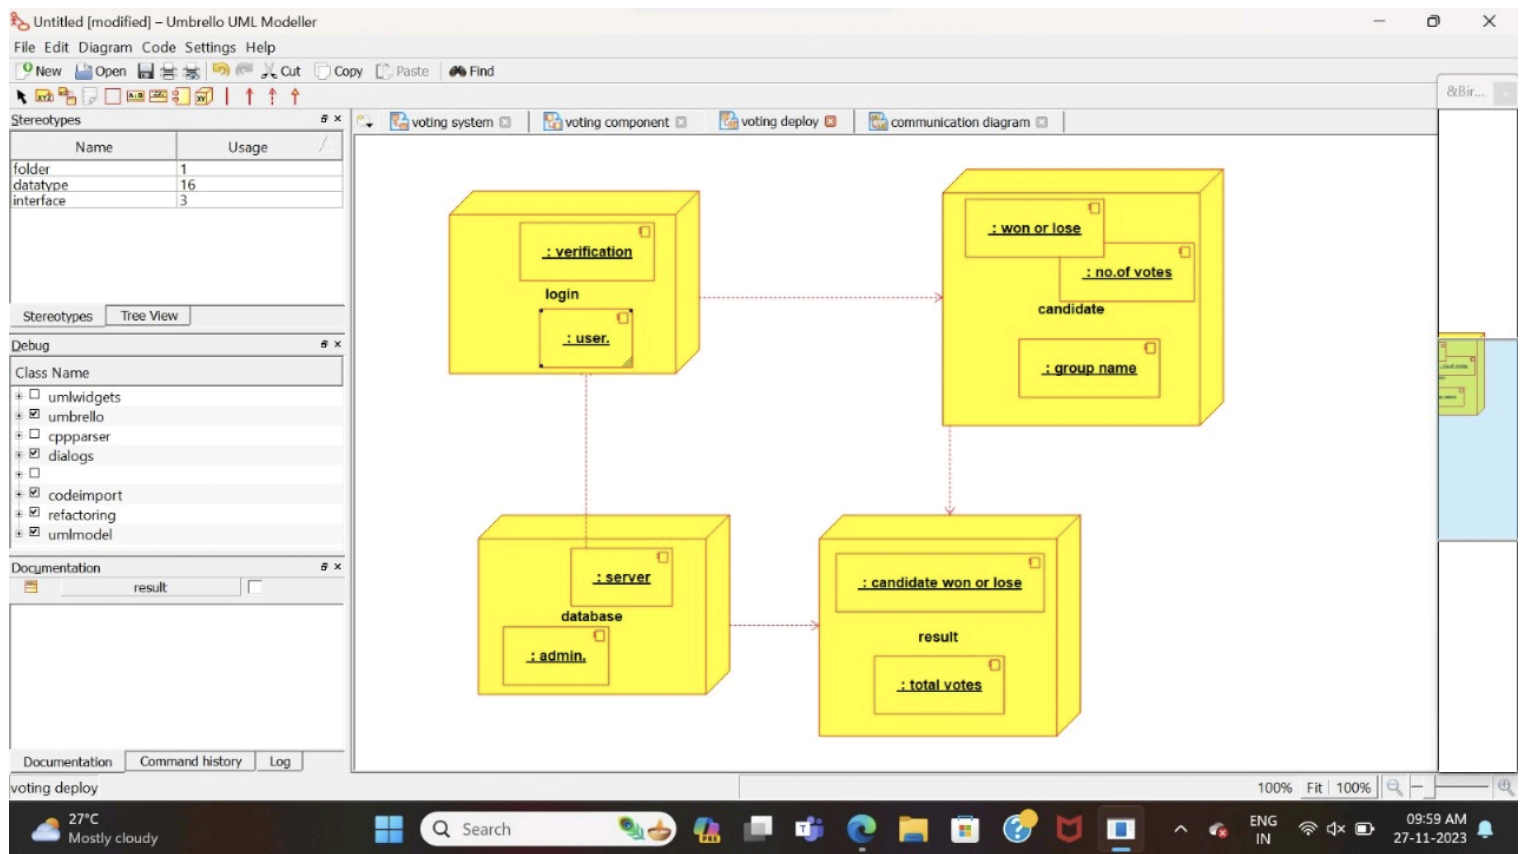 Untitled [modified] – Umbrello UML Modeller
File Edit Diagram Code Settings Help
New Open Cut Copy Paste Find
&Bir...
Stereotypes
voting system voting component voting deploy communication diagram
Name Usage
folder 1
datatype 16
interface 3
Stereotypes Tree View
Debug
Class Name
umlwidgets
umbrello
cppparser
dialogs
codeimport
refactoring
umlmodel
Documentation
result
Documentation Command history Log
: verification
login
: user.
: won or lose
: no.of votes
candidate
: group name
: server
database
: admin.
: candidate won or lose
result
: total votes
voting deploy
100% Fit 100%
27°C
Mostly cloudy
Search
PRE
ENG
IN
09:59 AM
27-11-2023